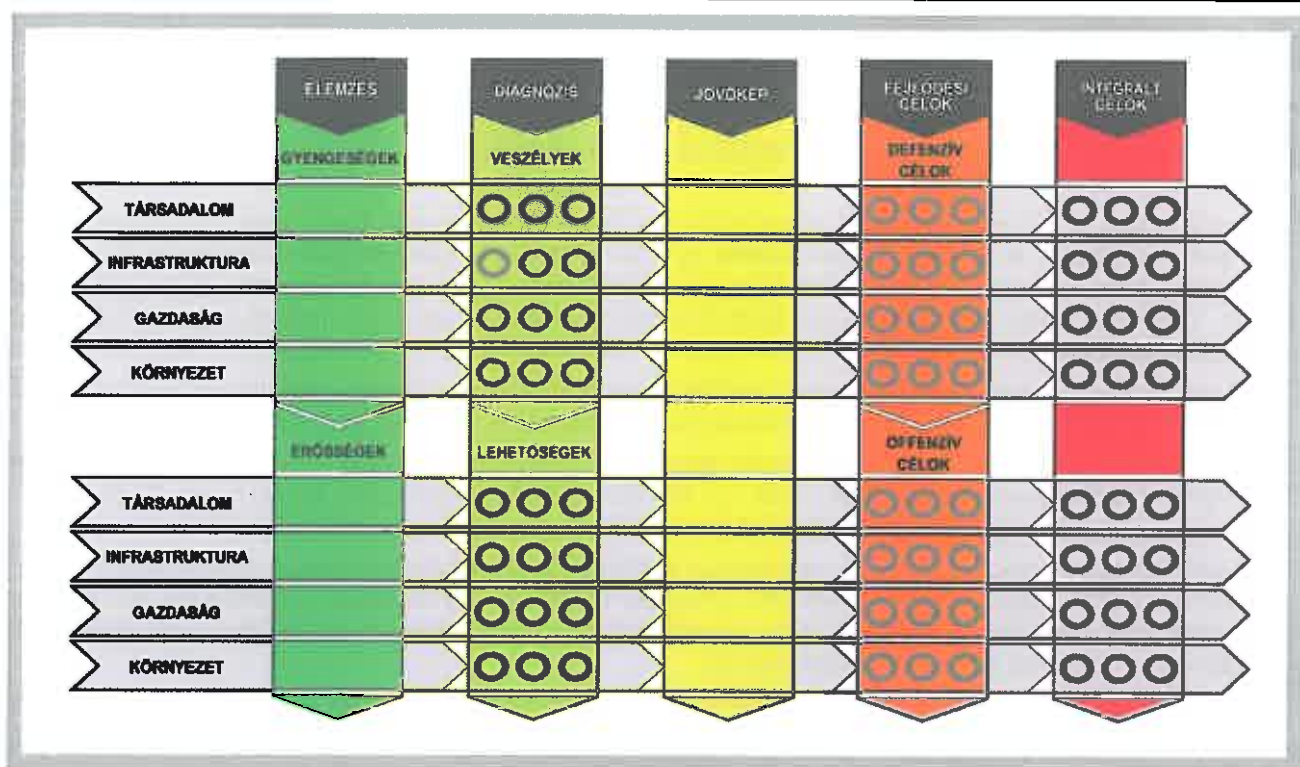 ELEMZÉS
DIAGNÓZIS
JÖVŐKÉP
FEJLŐDÉSI
CÉLOK
INTEGRÁLT
CÉLOK
GYENGESÉGEK
VESZÉLYEK
DEFENZÍV
CÉLOK
TÁRSADALOM
INFRASTRUKTURA
GAZDASÁG
KÖRNYEZET
ERŐSSÉGEK
LEHETŐSÉGEK
OFFENZÍV
CÉLOK
TÁRSADALOM
INFRASTRUKTURA
GAZDASÁG
KÖRNYEZET